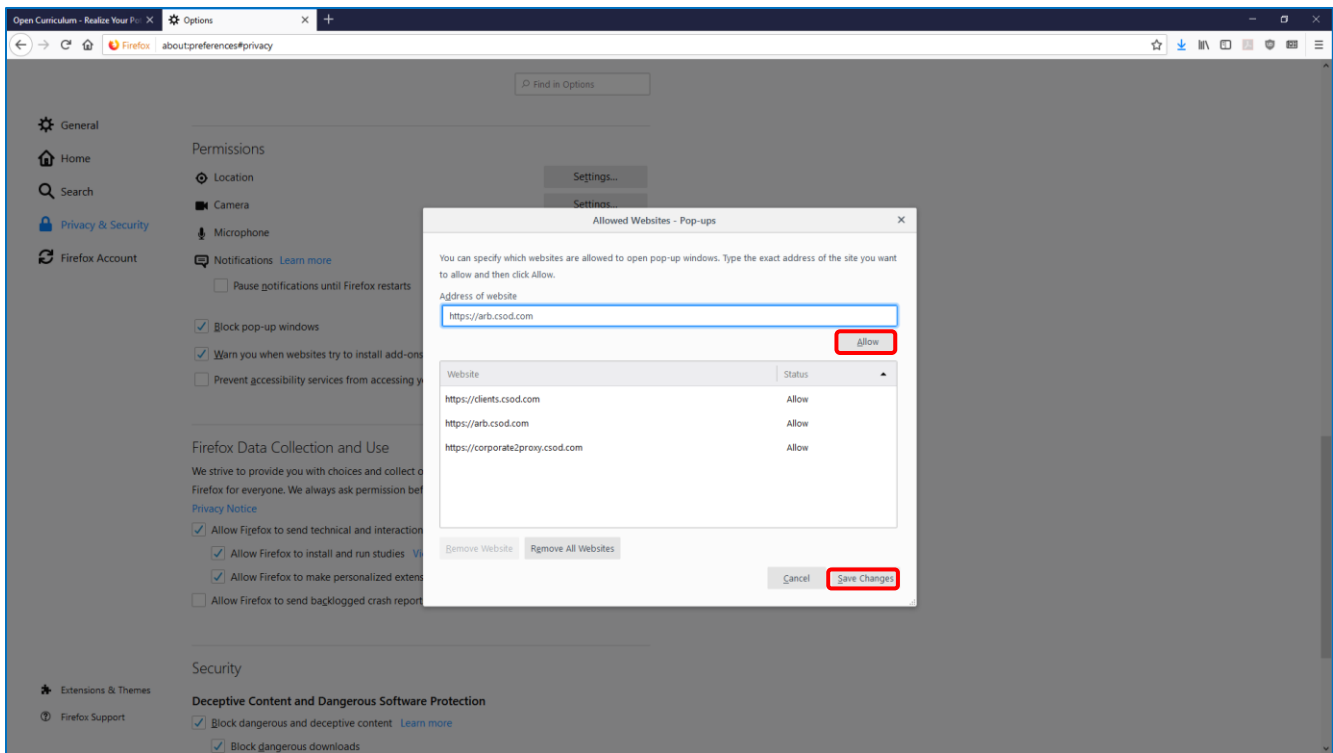 Open Curriculum - Realize Your Po
Options
Firefox
about:preferences#privacy
Find in Options
General
Home
Search
Privacy & Security
Firefox Account
Permissions
Location
Settings...
Camera
Settings...
Microphone
Notifications Learn more
Pause notifications until Firefox restarts
Block pop-up windows
Warn you when websites try to install add-ons
Prevent accessibility services from accessing y
Firefox Data Collection and Use
We strive to provide you with choices and collect o
Firefox for everyone. We always ask permission bef
Privacy Notice
Allow Firefox to send technical and interaction
Allow Firefox to install and run studies Vi
Allow Firefox to make personalized extens
Allow Firefox to send backlogged crash report
Security
Deceptive Content and Dangerous Software Protection
Block dangerous and deceptive content Learn more
Block dangerous downloads
Extensions & Themes
Firefox Support
Allowed Websites - Pop-ups
You can specify which websites are allowed to open pop-up windows. Type the exact address of the site you want
to allow and then click Allow.
Address of website
https://arb.csod.com
Allow
Website Status
https://clients.csod.com Allow
https://arb.csod.com Allow
https://corporate2proxy.csod.com Allow
Remove Website Remove All Websites
Cancel Save Changes